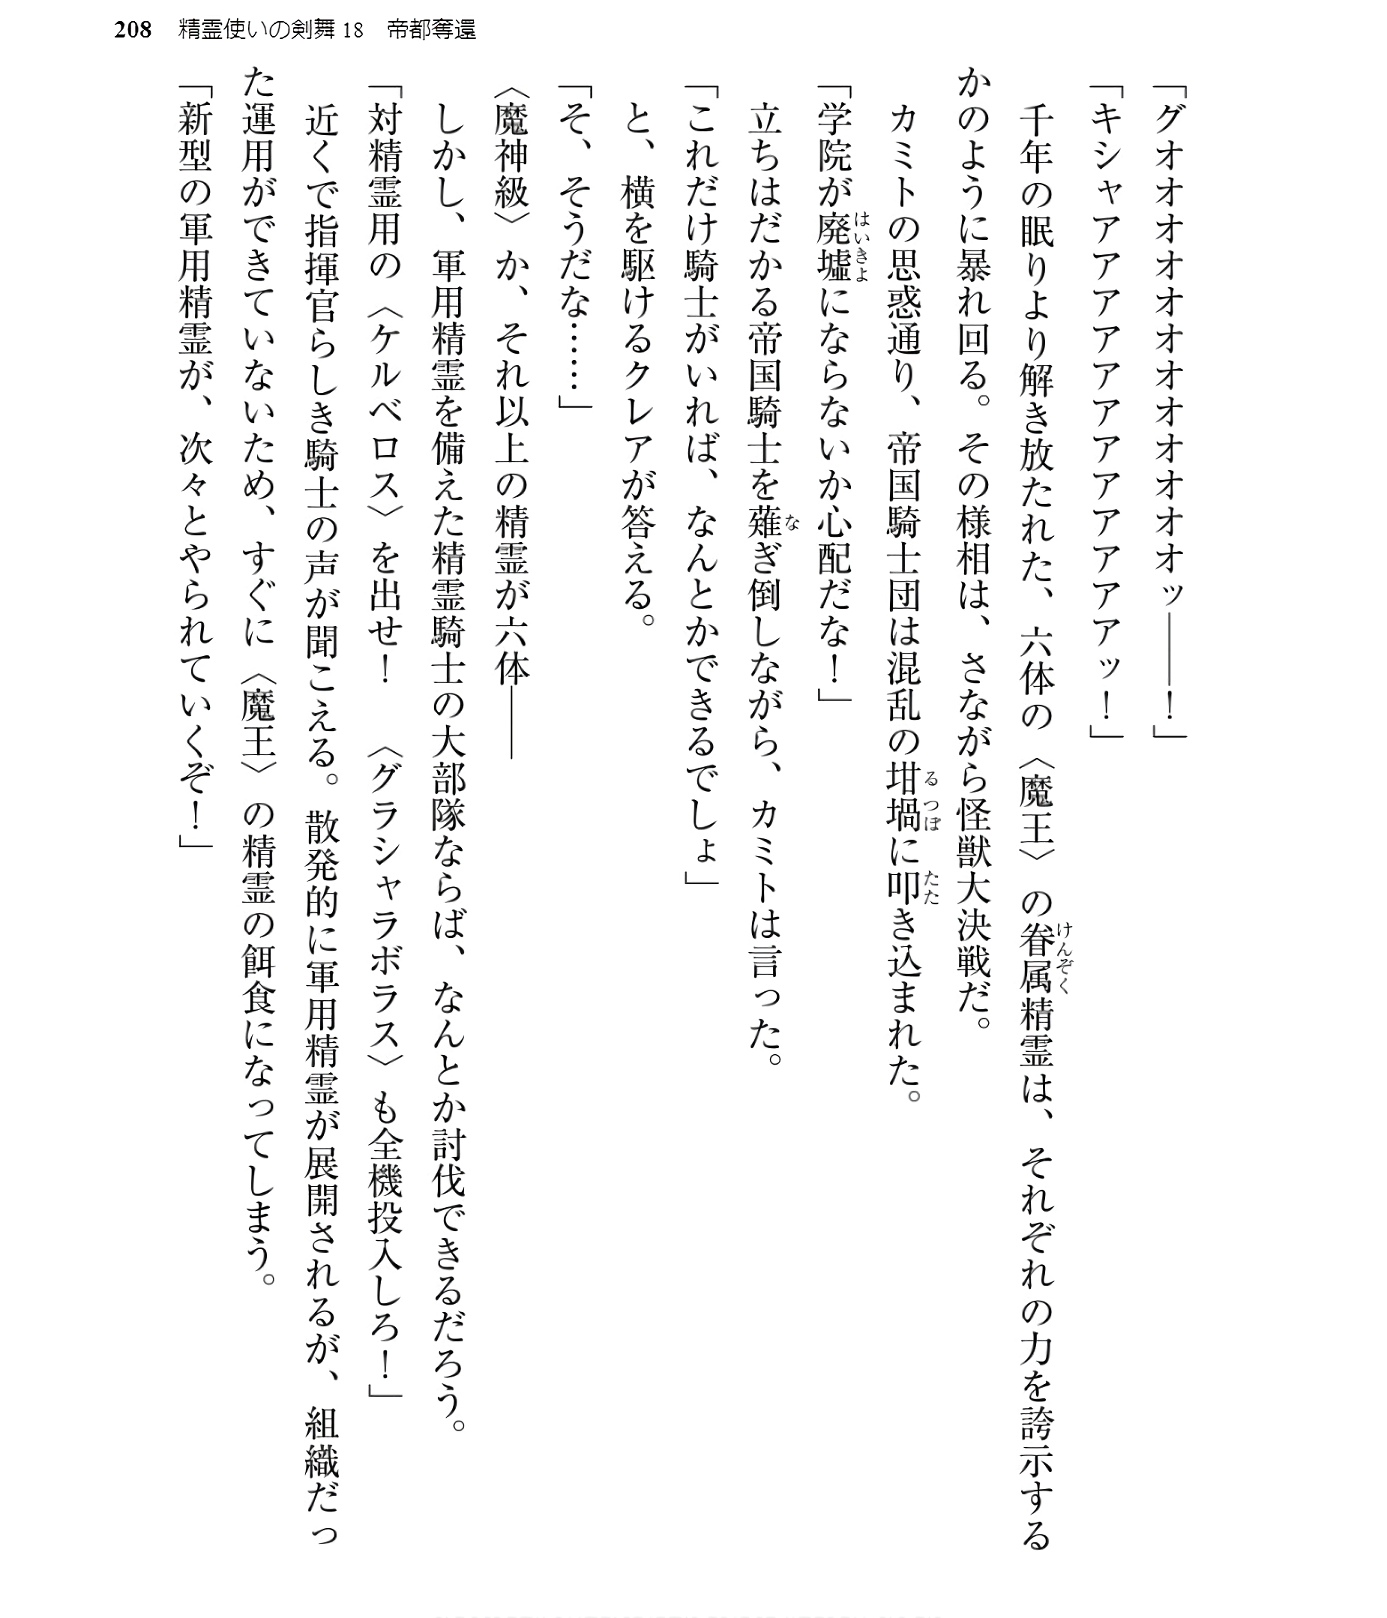 208 精霊使いの剣舞18 帝都奪還
「グオオオオオオオオオオオオッ――！」
「キシャアアアアアアアアアアアアッ！」
千年の眠りより解き放たれた、六体の〈魔王〉の眷属精霊は、それぞれの力を誇示する
かのように暴れ回る。その様相は、さながら怪獣大決戦だ。
カミトの思惑通り、帝国騎士団は混乱の坩堝に叩き込まれた。
「学院が廃墟にならないか心配だな！」
立ちはだかる帝国騎士を薙ぎ倒しながら、カミトは言った。
「これだけ騎士がいれば、なんとかできるでしょ」
と、横を駆けるクレアが答える。
「そ、そうだな……」
〈魔神級〉か、それ以上の精霊が六体――
しかし、軍用精霊を備えた精霊騎士の大部隊ならば、なんとか討伐できるだろう。
「対精霊用の〈ケルベロス〉を出せ！　〈グラシャラボラス〉も全機投入しろ！」
近くで指揮官らしき騎士の声が聞こえる。散発的に軍用精霊が展開されるが、組織だっ
た運用ができていないため、すぐに〈魔王〉の精霊の餌食になってしまう。
「新型の軍用精霊が、次々とやられていくぞ！」